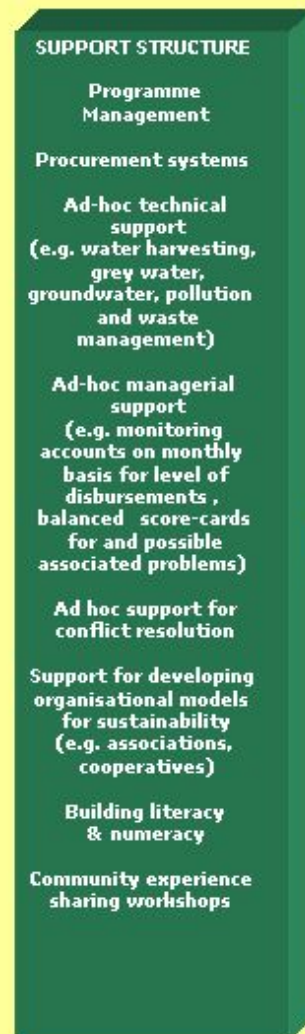 SUPPORT STRUCTURE
Programme
Management
Procurement systems
Ad-hoc technical
support
(e.g. water harvesting,
grey water,
groundwater, pollution
and waste
management)
Ad-hoc managerial
support
(e.g. monitoring
accounts on monthly
basis for level of
disbursements ,
balanced score-cards
for and possible
associated problems)
Ad hoc support for
conflict resolution
Support for developing
organisational models
for sustainability
(e.g. associations,
cooperatives)
Building literacy
& numeracy
Community experience
sharing workshops